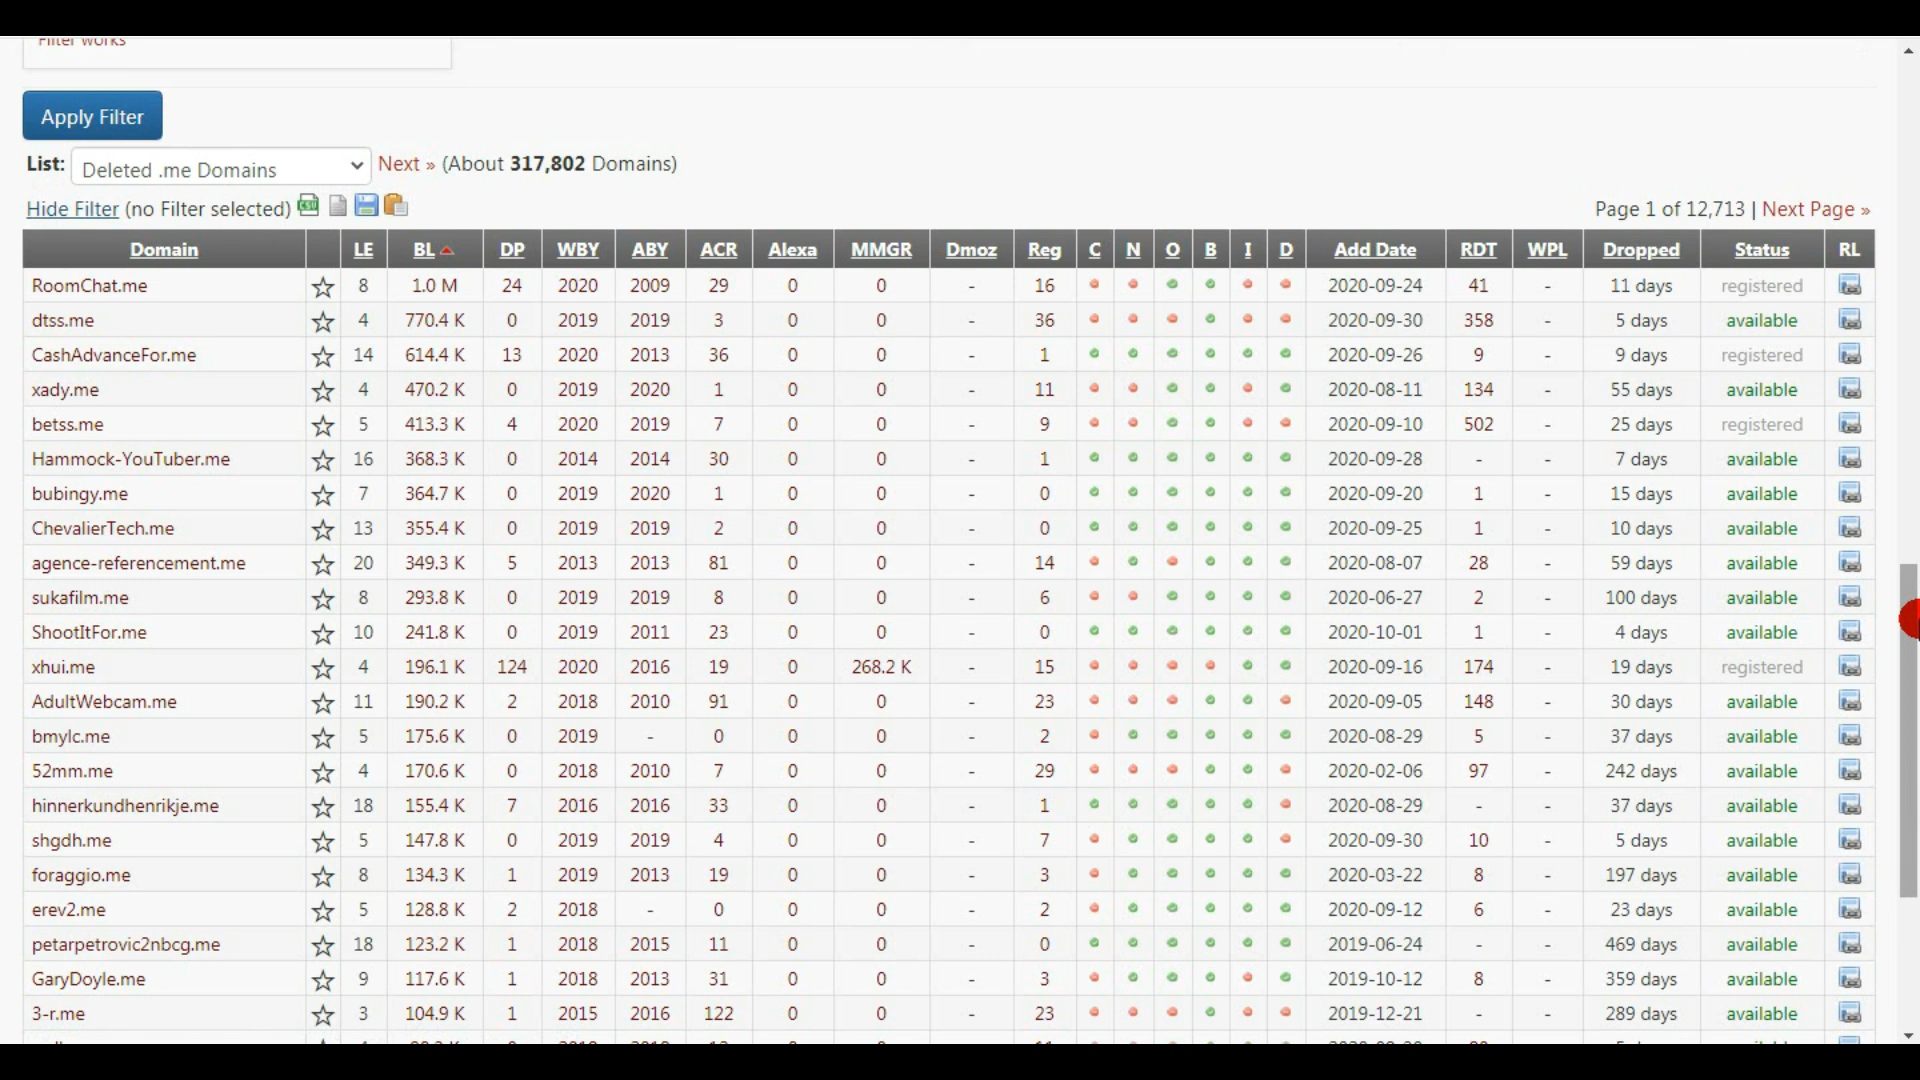 Filter works
Apply Filter
List: Deleted .me Domains Next » (About 317,802 Domains)
Hide Filter (no Filter selected) CSV Page 1 of 12,713 | Next Page »
Domain LE BL DP WBY ABY ACR Alexa MMGR Dmoz Reg C N O B I D Add Date RDT WPL Dropped Status RL
RoomChat.me 8 1.0 M 24 2020 2009 29 0 0 - 16 2020-09-24 41 - 11 days registered
dtss.me 4 770.4 K 0 2019 2019 3 0 0 - 36 2020-09-30 358 - 5 days available
CashAdvanceFor.me 14 614.4 K 13 2020 2013 36 0 0 - 1 2020-09-26 9 - 9 days registered
xady.me 4 470.2 K 0 2019 2020 1 0 0 - 11 2020-08-11 134 - 55 days available
betss.me 5 413.3 K 4 2020 2019 7 0 0 - 9 2020-09-10 502 - 25 days registered
Hammock-YouTuber.me 16 368.3 K 0 2014 2014 30 0 0 - 1 2020-09-28 - - 7 days available
bubingy.me 7 364.7 K 0 2019 2020 1 0 0 - 0 2020-09-20 1 - 15 days available
ChevalierTech.me 13 355.4 K 0 2019 2019 2 0 0 - 0 2020-09-25 1 - 10 days available
agence-referencement.me 20 349.3 K 5 2013 2013 81 0 0 - 14 2020-08-07 28 - 59 days available
sukafilm.me 8 293.8 K 0 2019 2019 8 0 0 - 6 2020-06-27 2 - 100 days available
ShootItFor.me 10 241.8 K 0 2019 2011 23 0 0 - 0 2020-10-01 1 - 4 days available
xhui.me 4 196.1 K 124 2020 2016 19 0 268.2 K - 15 2020-09-16 174 - 19 days registered
AdultWebcam.me 11 190.2 K 2 2018 2010 91 0 0 - 23 2020-09-05 148 - 30 days available
bmylc.me 5 175.6 K 0 2019 - 0 0 0 - 2 2020-08-29 5 - 37 days available
52mm.me 4 170.6 K 0 2018 2010 7 0 0 - 29 2020-02-06 97 - 242 days available
hinnerkundhenrikje.me 18 155.4 K 7 2016 2016 33 0 0 - 1 2020-08-29 - - 37 days available
shgdh.me 5 147.8 K 0 2019 2019 4 0 0 - 7 2020-09-30 10 - 5 days available
foraggio.me 8 134.3 K 1 2019 2013 19 0 0 - 3 2020-03-22 8 - 197 days available
erev2.me 5 128.8 K 2 2018 - 0 0 0 - 2 2020-09-12 6 - 23 days available
petarpetrovic2nbcg.me 18 123.2 K 1 2018 2015 11 0 0 - 0 2019-06-24 - - 469 days available
GaryDoyle.me 9 117.6 K 1 2018 2013 31 0 0 - 3 2019-10-12 8 - 359 days available
3-r.me 3 104.9 K 1 2015 2016 122 0 0 - 23 2019-12-21 - - 289 days available